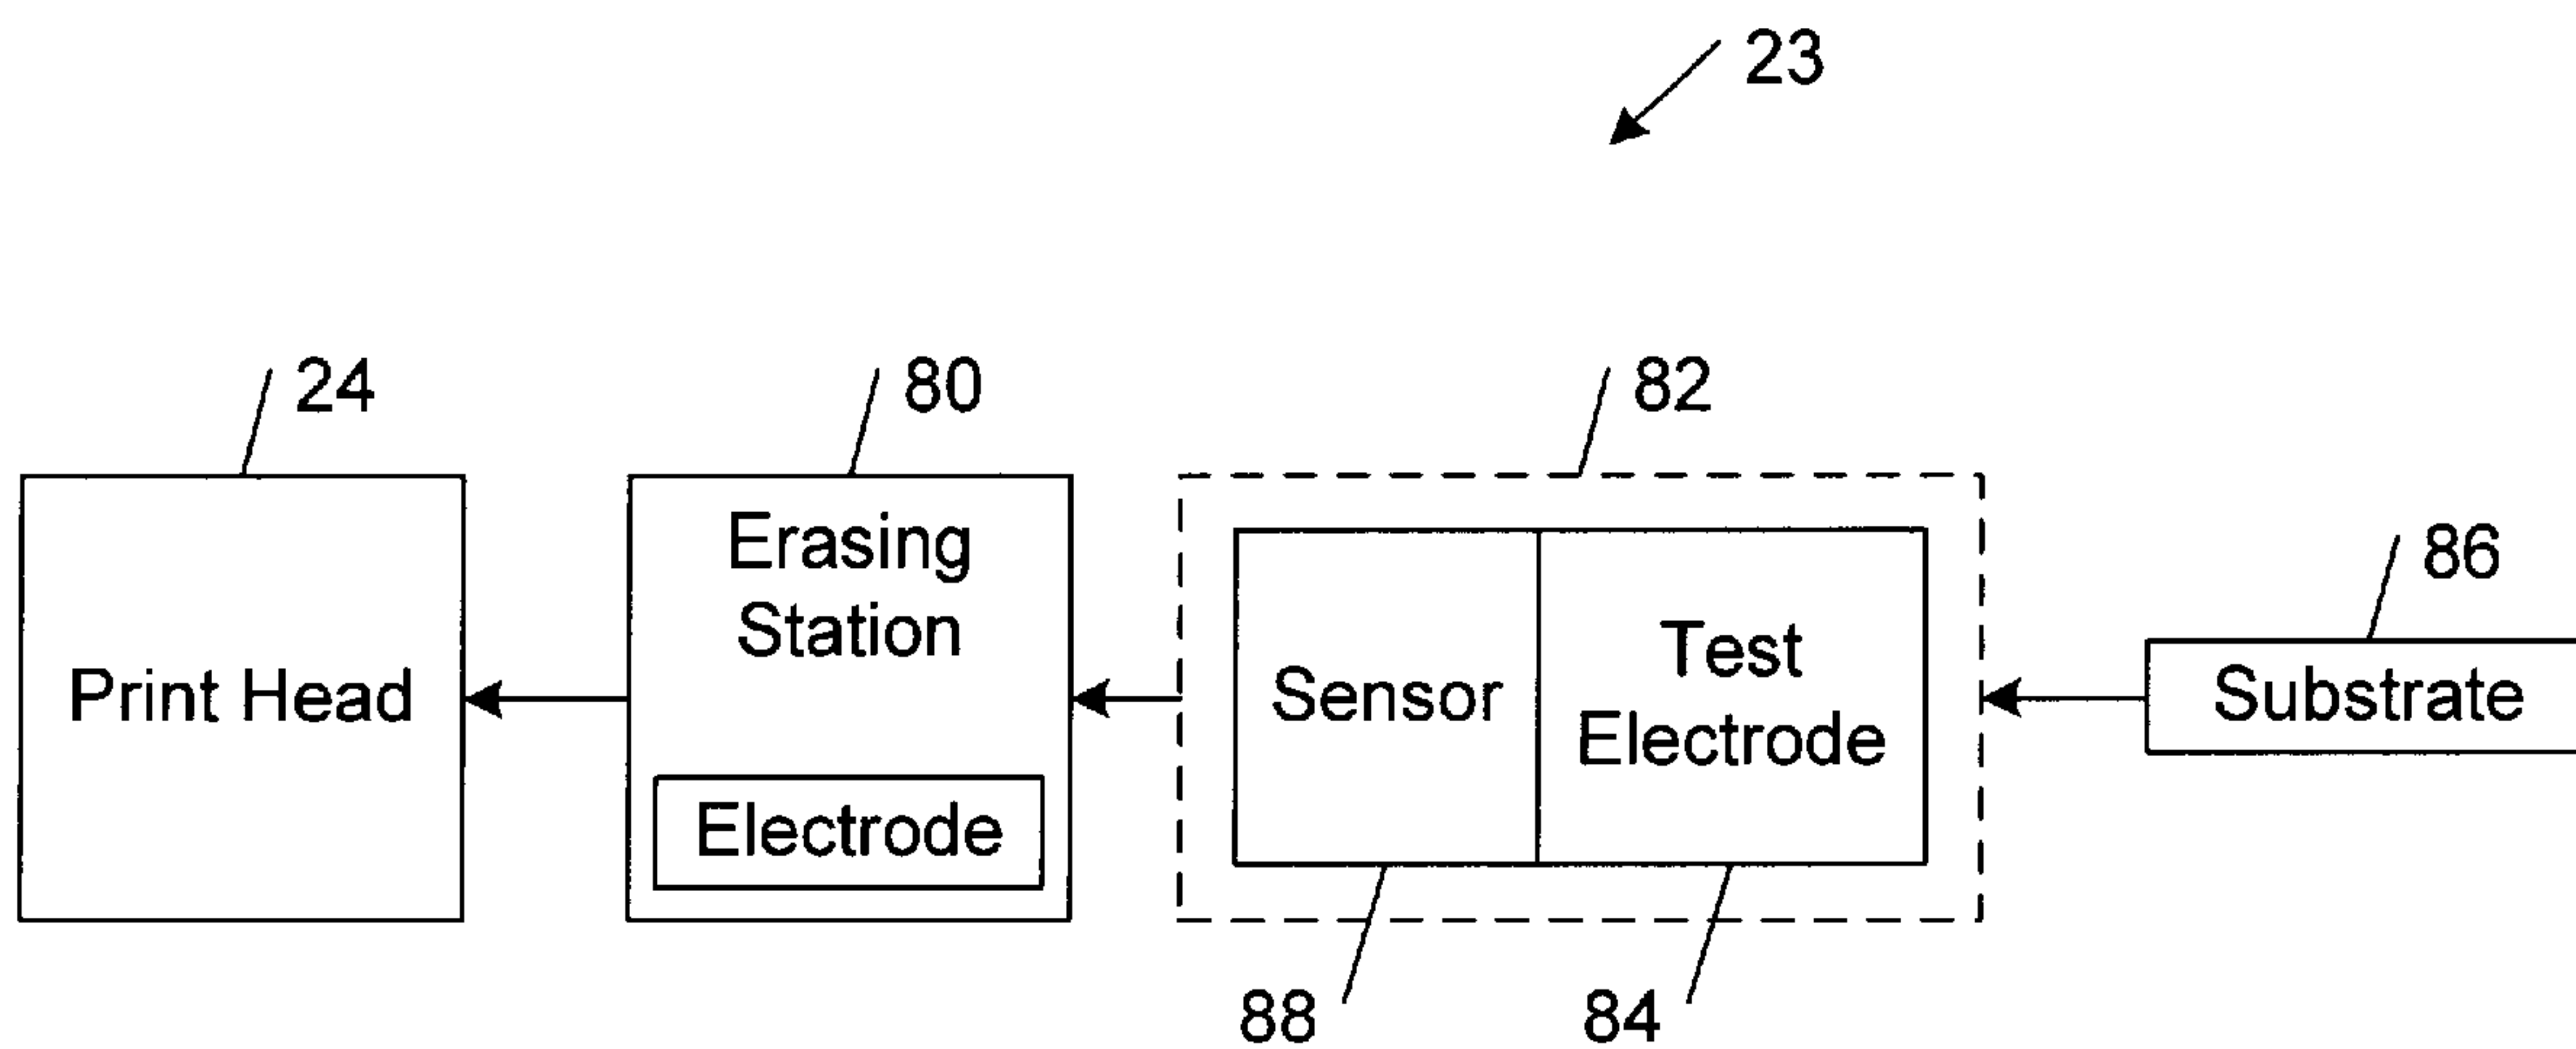 23
24
80
82
86
Print Head
Erasing
Station
Electrode
Sensor
Test
Electrode
Substrate
88
84